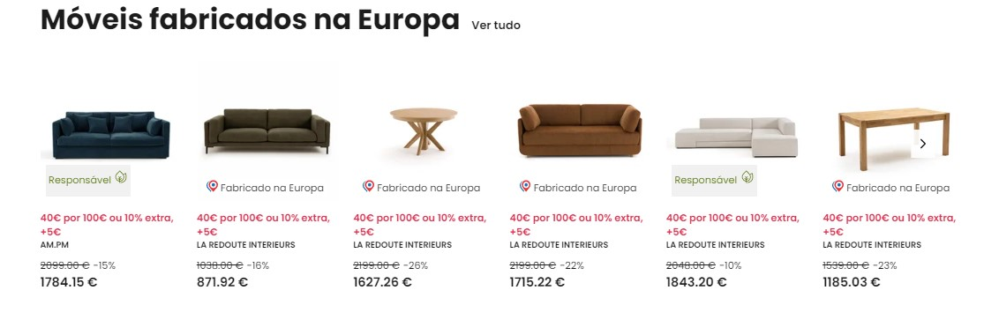 Móveis fabricados na Europa Ver tudo
Responsável
Fabricado na Europa
Fabricado na Europa
Fabricado na Europa
Responsável
Fabricado na Europa
40€ por 100€ ou 10% extra,
+5€
AM.PM
2099.00 € -15%
1784.15 €
40€ por 100€ ou 10% extra,
+5€
LA REDOUTE INTERIEURS
1038.00 € -16%
871.92 €
40€ por 100€ ou 10% extra,
+5€
LA REDOUTE INTERIEURS
2199.00 € -26%
1627.26 €
40€ por 100€ ou 10% extra,
+5€
LA REDOUTE INTERIEURS
2199.00 € -22%
1715.22 €
40€ por 100€ ou 10% extra,
+5€
LA REDOUTE INTERIEURS
2048.00 € -10%
1843.20 €
40€ por 100€ ou 10% extra,
+5€
LA REDOUTE INTERIEURS
1539.00 € -23%
1185.03 €